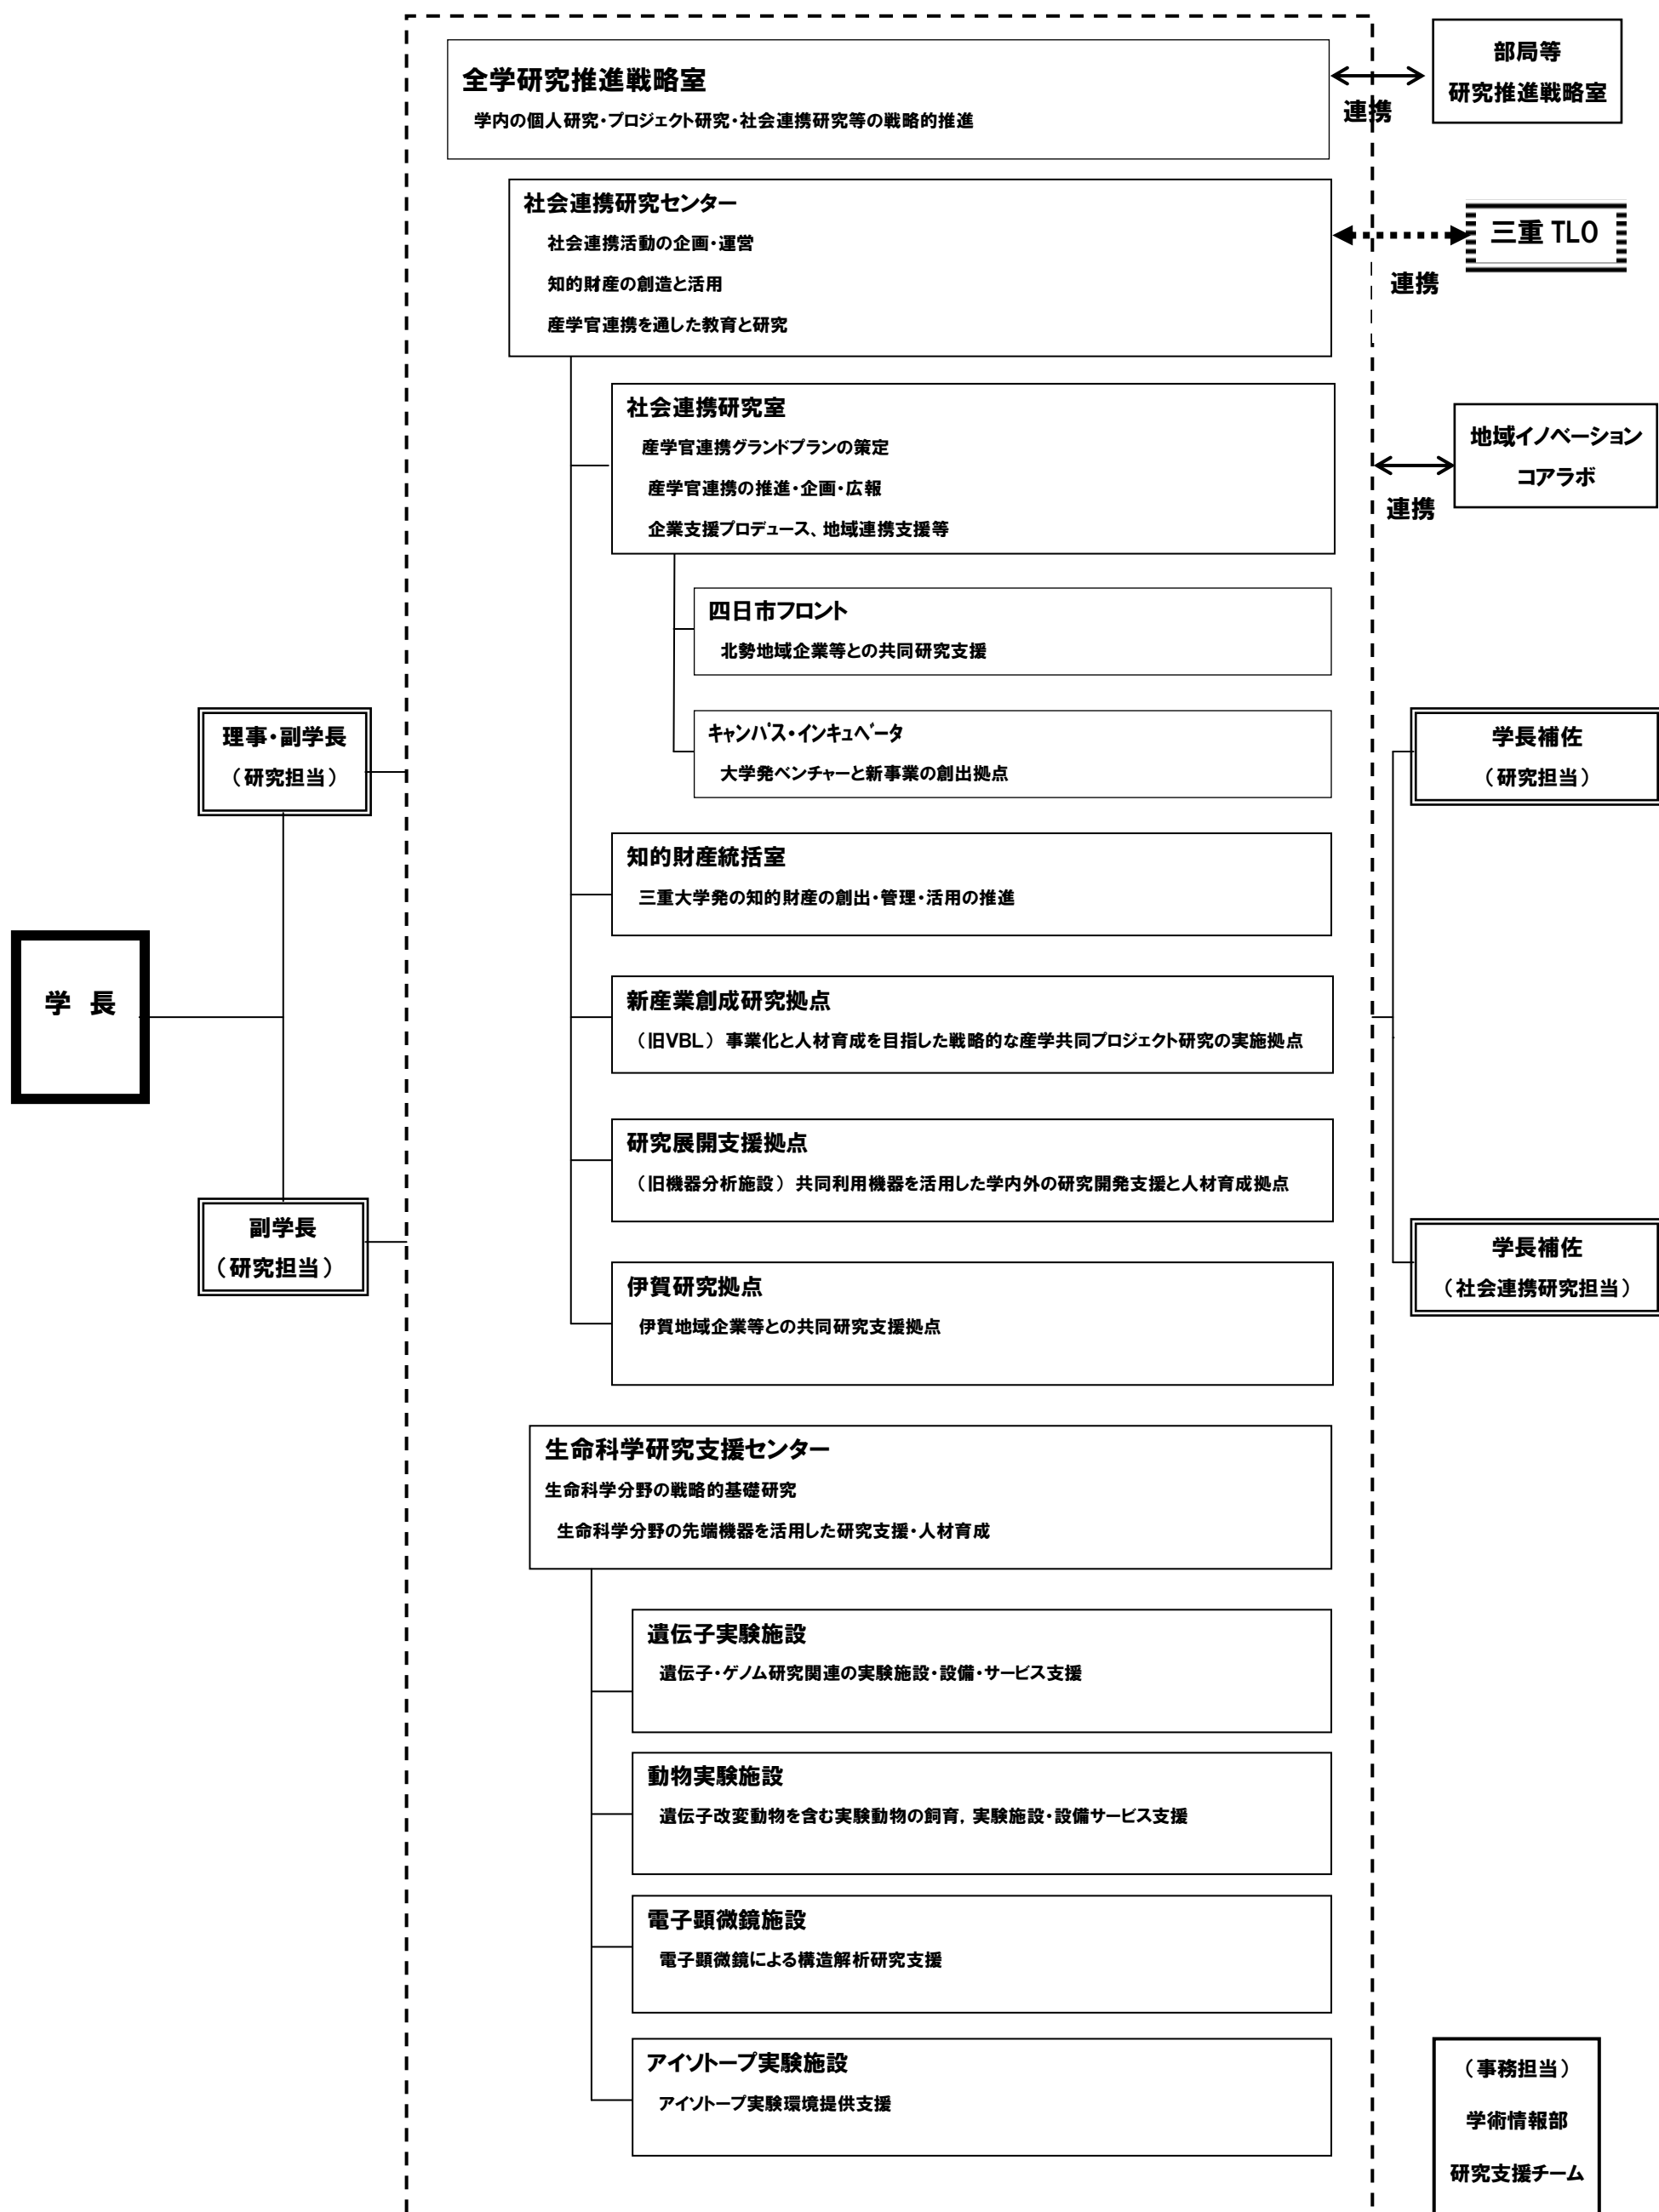 全学研究推進戦略室
学内の個人研究・プロジェクト研究・社会連携研究等の戦略的推進
連携
部局等
研究推進戦略室
社会連携研究センター
社会連携活動の企画・運営
知的財産の創造と活用
産学官連携を通した教育と研究
三重 TLO
連携
社会連携研究室
産学官連携グランドプランの策定
産学官連携の推進・企画・広報
企業支援プロデュース、地域連携支援等
地域イノベーション
コアラボ
連携
四日市フロント
北勢地域企業等との共同研究支援
キャンパス・インキュベータ
大学発ベンチャーと新事業の創出拠点
理事・副学長
（研究担当）
学長補佐
（研究担当）
知的財産統括室
三重大学発の知的財産の創出・管理・活用の推進
学 長
新産業創成研究拠点
（旧VBL）事業化と人材育成を目指した戦略的な産学共同プロジェクト研究の実施拠点
研究展開支援拠点
（旧機器分析施設）共同利用機器を活用した学内外の研究開発支援と人材育成拠点
副学長
（研究担当）
学長補佐
（社会連携研究担当）
伊賀研究拠点
伊賀地域企業等との共同研究支援拠点
生命科学研究支援センター
生命科学分野の戦略的基礎研究
生命科学分野の先端機器を活用した研究支援・人材育成
遺伝子実験施設
遺伝子・ゲノム研究関連の実験施設・設備・サービス支援
動物実験施設
遺伝子改変動物を含む実験動物の飼育，実験施設・設備サービス支援
電子顕微鏡施設
電子顕微鏡による構造解析研究支援
アイソトープ実験施設
アイソトープ実験環境提供支援
（事務担当）
学術情報部
研究支援チーム